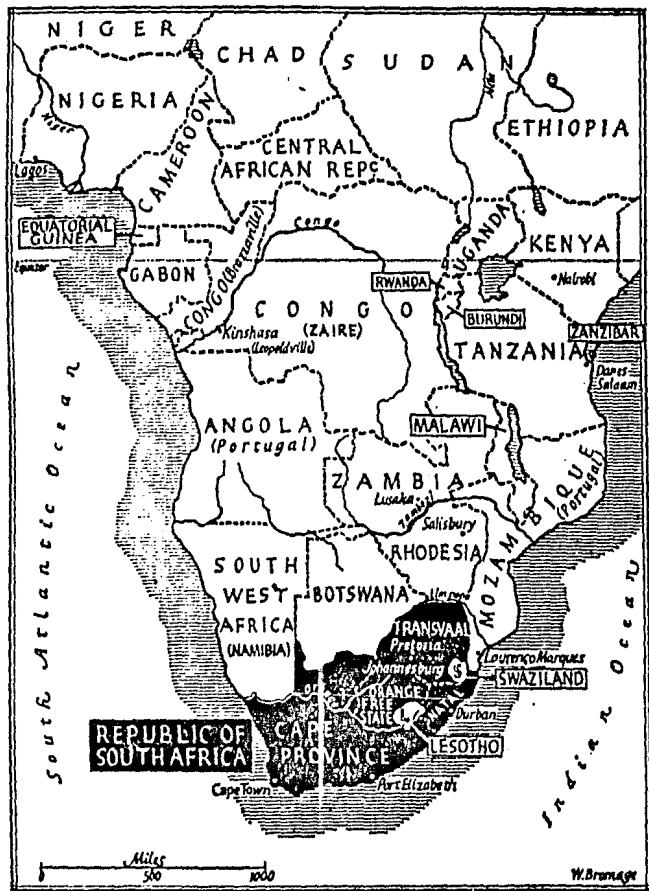 NIGER
CHAD
SUDAN
NIGERIA
Niger
Nile
ETHIOPIA
CAMEROON
CENTRAL
AFRICAN REPC
Lagos
EQUATORIAL
GUINEA
UGANDA
KENYA
Equator
GABON
CONGO (Brazzaville)
Congo
RWANDA
Nairobi
CONGO
(ZAIRE)
BURUNDI
Kinshasa
(Leopoldville)
ZANZIBAR
TANZANIA
Dar es
Salaam
ANGOLA
(Portugal)
MALAWI
ZAMBIA
Lusaka
Zambezi
Salisbury
MOZAMBIQUE
(Portugal)
RHODESIA
SOUTH
WEST
AFRICA
(NAMIBIA)
BOTSWANA
Limpopo
TRANSVAAL
Pretoria
Johannesburg
S
Lourenço Marques
SWAZILAND
ORANGE
FREE
STATE
L
NATAL
Durban
LESOTHO
REPUBLIC OF
SOUTH AFRICA
CAPE
PROVINCE
Cape Town
Port Elizabeth
South Atlantic Ocean
Indian Ocean
Miles
0 500 1000
W. Bromage